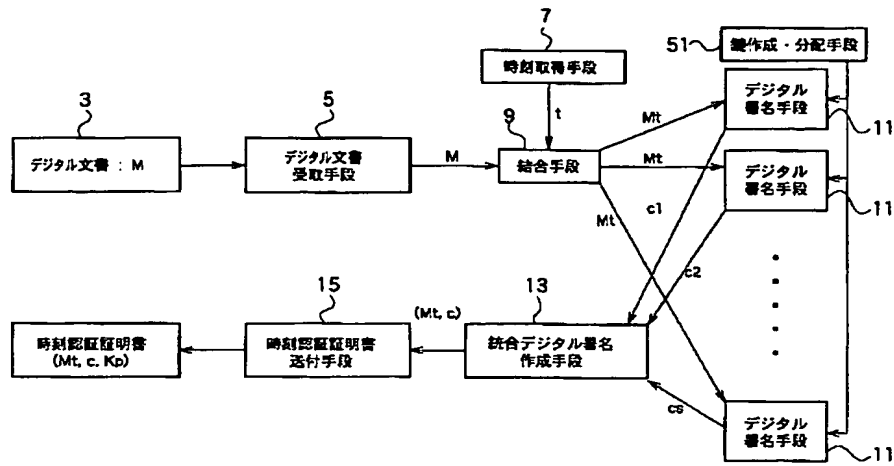 7
時刻取得手段
51
鍵作成・分配手段
3
デジタル文書 : M
5
デジタル文書
受取手段
M
t
9
結合手段
Mt
Mt
Mt
デジタル
署名手段
11
デジタル
署名手段
11
c1
c2
cs
デジタル
署名手段
11
13
統合デジタル署名
作成手段
(Mt, c)
15
時刻認証証明書
送付手段
時刻認証証明書
(Mt, c, Kp)